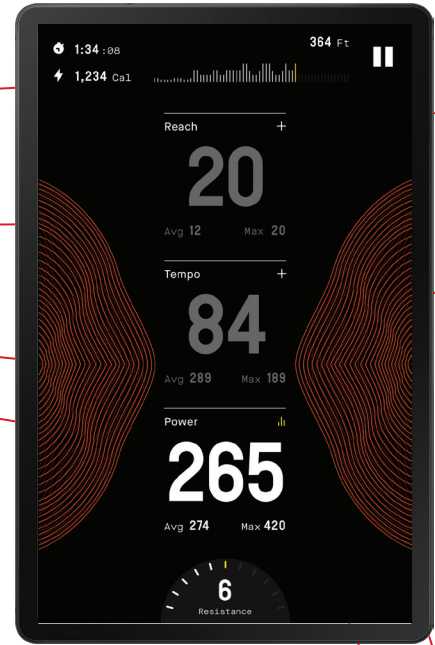 1:34:08
364 Ft
1,234 Cal
Reach +
20
Avg 12 Max 20
Tempo +
84
Avg 289 Max 189
Power
265
Avg 274 Max 420
6
Resistance